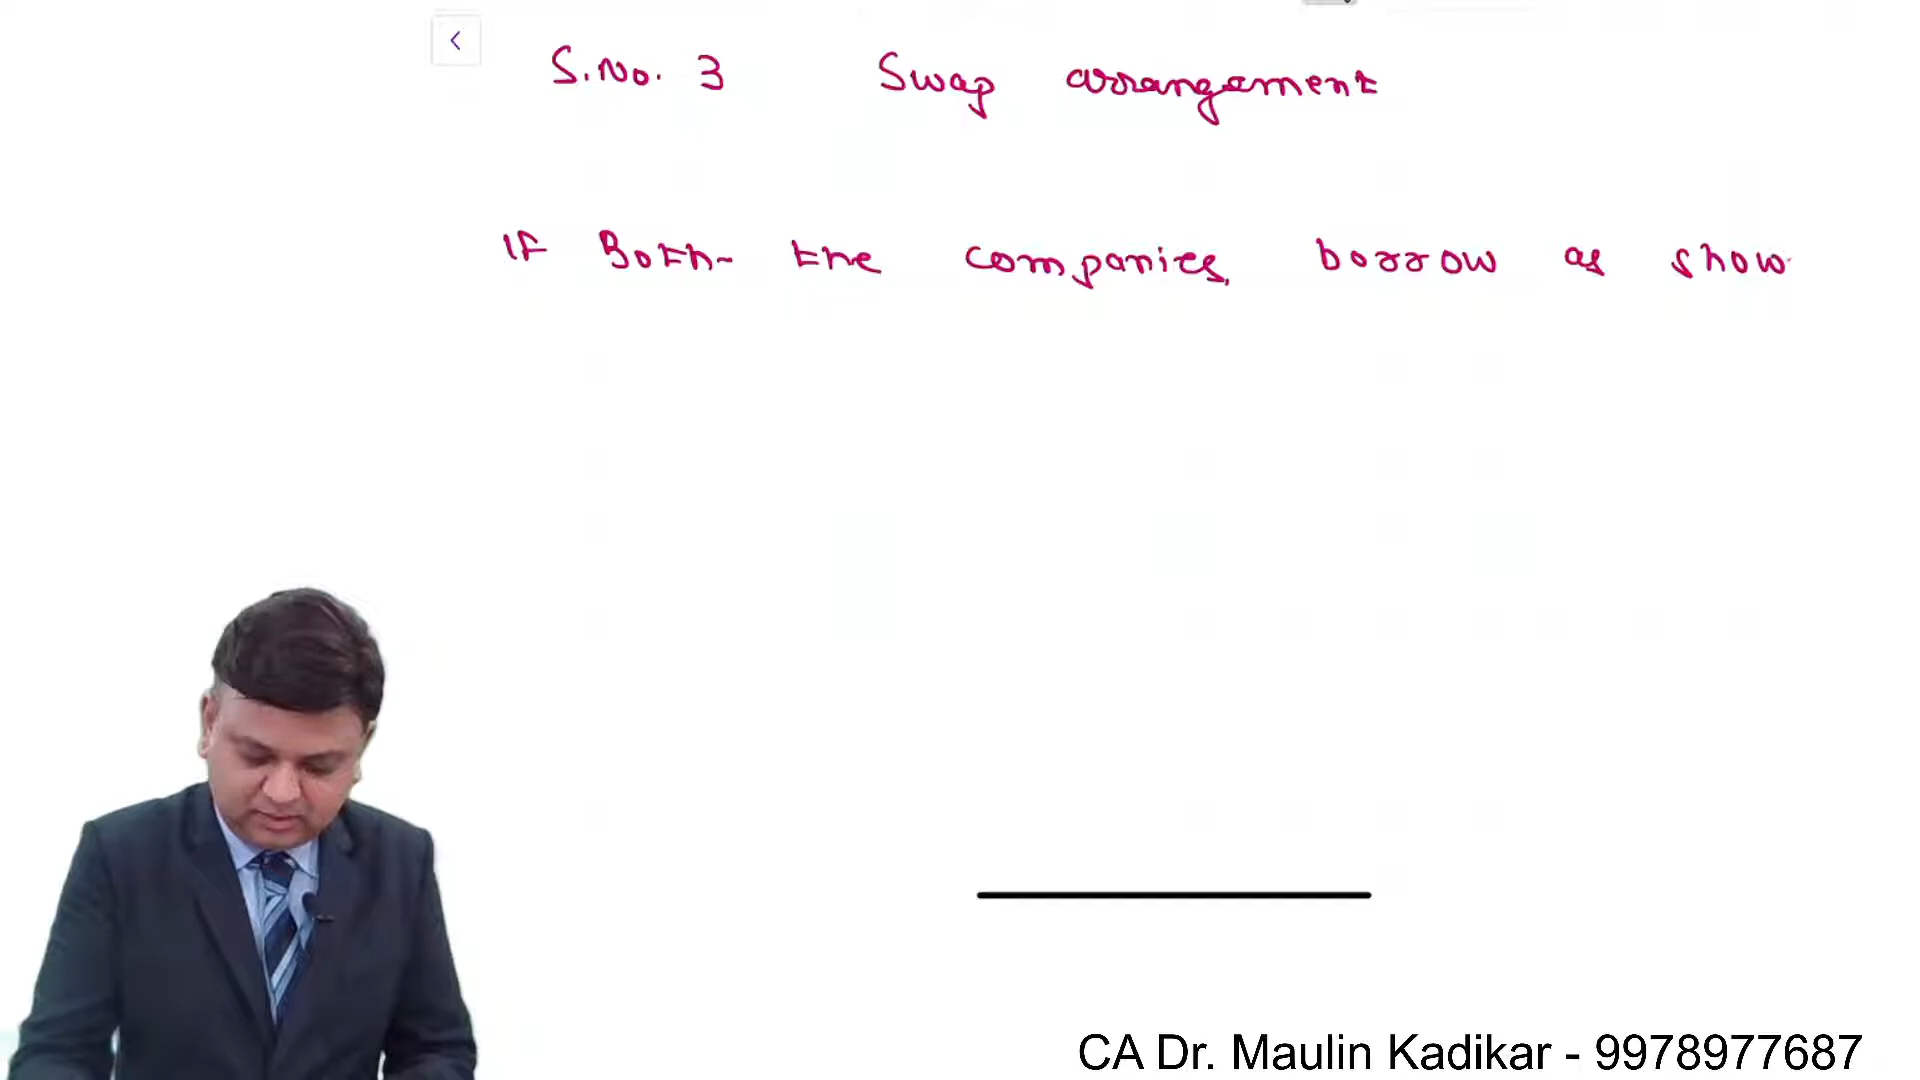 S.No. 3 Swap arrangement
If Both the companies, borrow as show
CA Dr. Maulin Kadikar - 9978977687